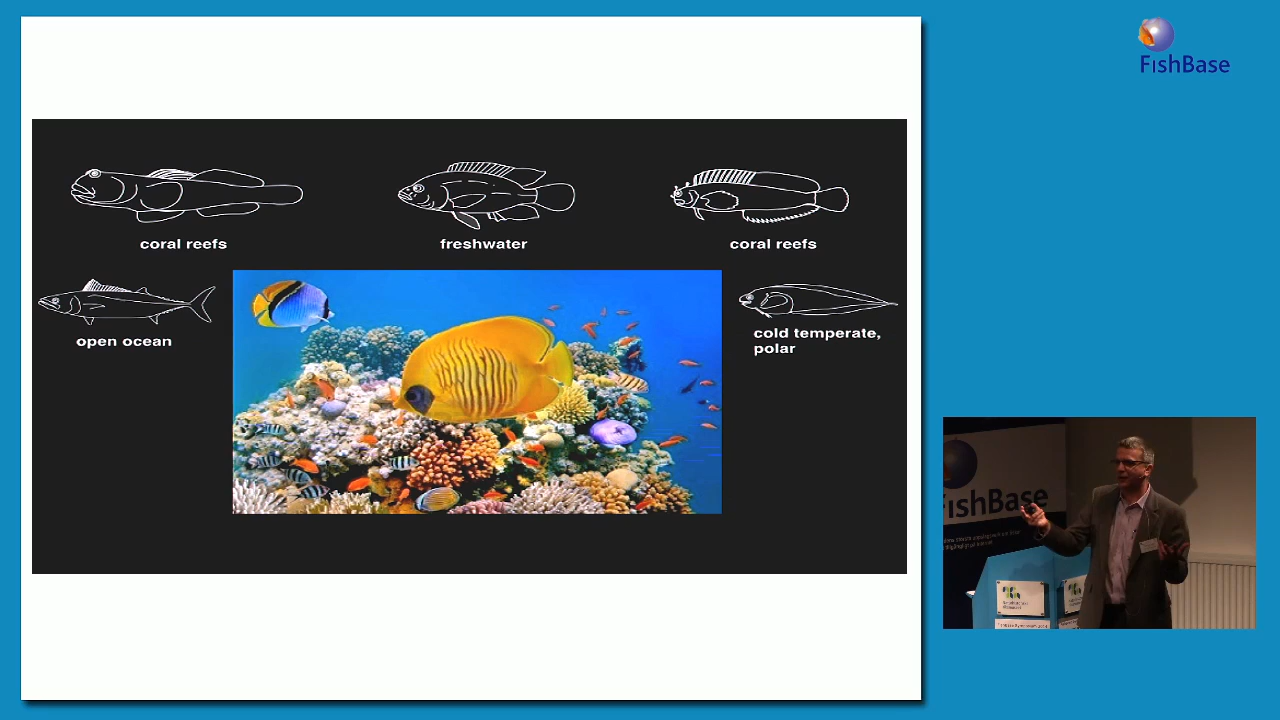 FishBase
coral reefs
freshwater
coral reefs
open ocean
cold temperate,
polar
FishBase